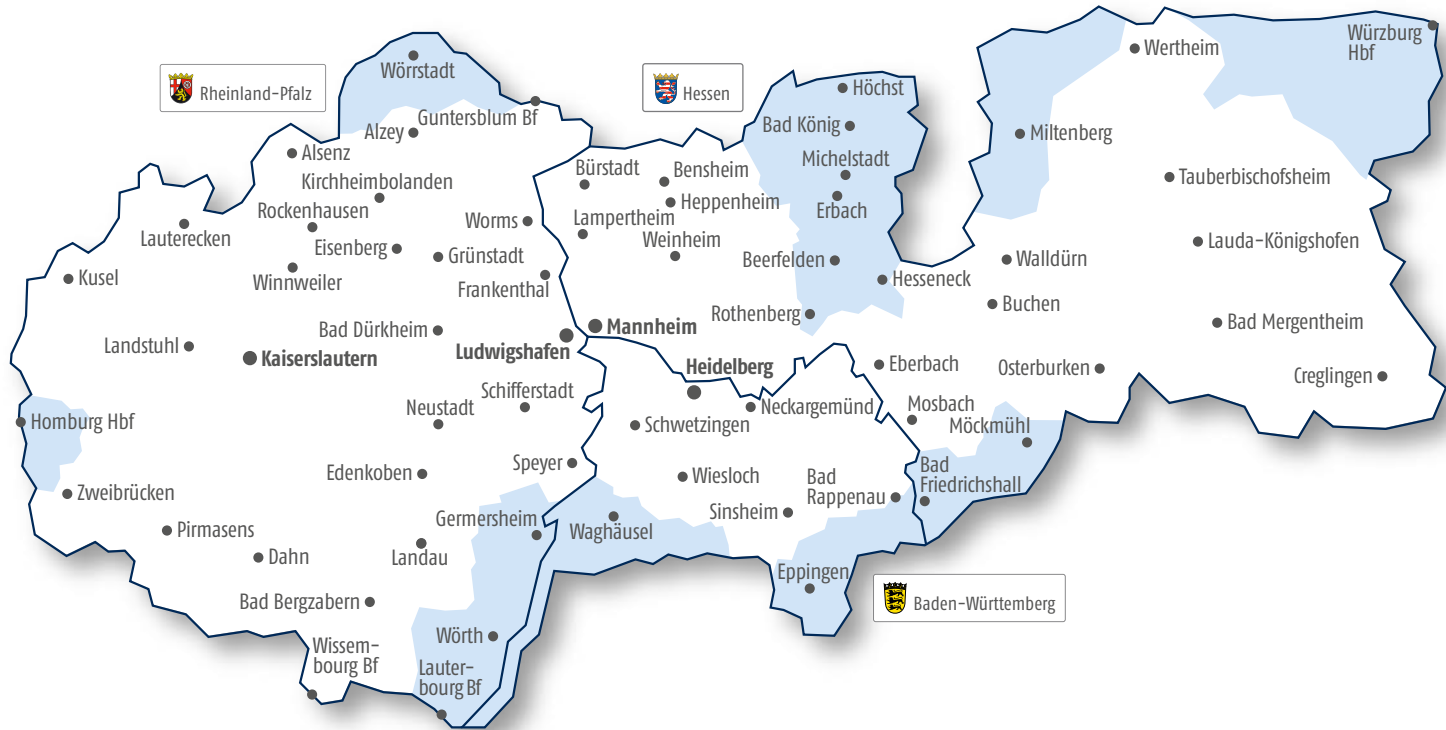 Wörrstadt
Würzburg
Hbf
Wertheim
Rheinland-Pfalz
Hessen
Höchst
Guntersblum Bf
Alzey
Bad König
Miltenberg
Alsenz
Michelstadt
Bürstadt
Bensheim
Tauberbischofsheim
Kirchheimbolanden
Heppenheim
Erbach
Rockenhausen
Worms
Lampertheim
Lauterecken
Eisenberg
Weinheim
Lauda-Königshofen
Grünstadt
Beerfelden
Walldürn
Kusel
Winnweiler
Frankenthal
Hesseneck
Buchen
Rothenberg
Bad Dürkheim
Mannheim
Bad Mergentheim
Landstuhl
Kaiserslautern
Ludwigshafen
Heidelberg
Eberbach
Osterburken
Creglingen
Schifferstadt
Neustadt
Neckargemünd
Mosbach
Homburg Hbf
Schwetzingen
Möckmühl
Speyer
Edenkoben
Wiesloch
Bad
Rappenau
Bad
Friedrichshall
Zweibrücken
Sinsheim
Germersheim
Waghäusel
Pirmasens
Dahn
Landau
Eppingen
Bad Bergzabern
Baden-Württemberg
Wörth
Wissem-
bourg Bf
Lauter-
bourg Bf